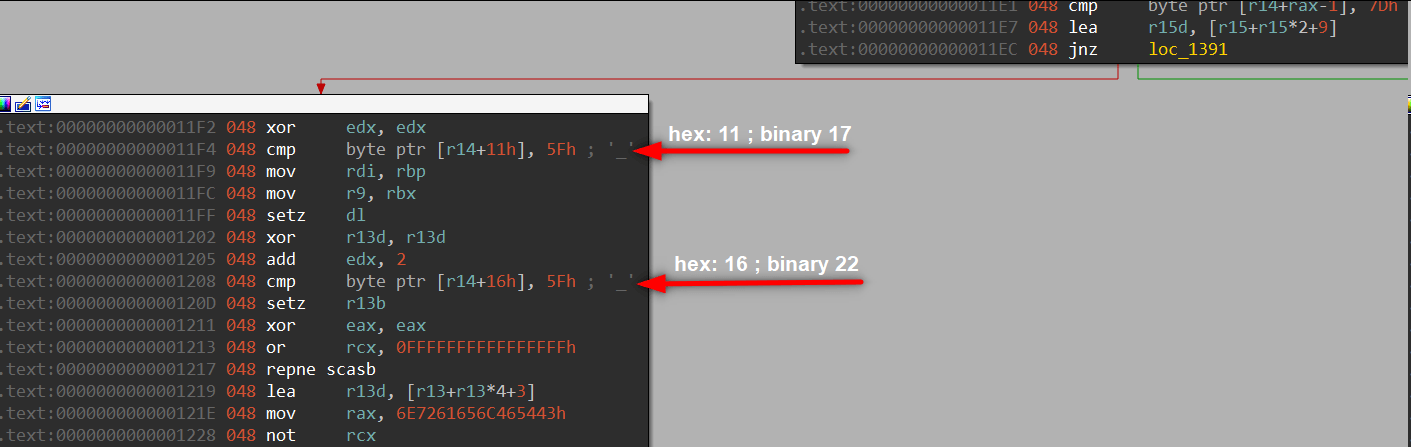 .text:00000000000011E1 048 cmp     byte ptr [r14+rax-1], 7Dh
.text:00000000000011E7 048 lea     r15d, [r15+r15*2+9]
.text:00000000000011EC 048 jnz     loc_1391
.text:00000000000011F2 048 xor     edx, edx
.text:00000000000011F4 048 cmp     byte ptr [r14+11h], 5Fh ; '_'
hex: 11 ; binary 17
.text:00000000000011F9 048 mov     rdi, rbp
.text:00000000000011FC 048 mov     r9, rbx
.text:00000000000011FF 048 setz    dl
.text:0000000000001202 048 xor     r13d, r13d
.text:0000000000001205 048 add     edx, 2
hex: 16 ; binary 22
.text:0000000000001208 048 cmp     byte ptr [r14+16h], 5Fh ; '_'
.text:000000000000120D 048 setz    r13b
.text:0000000000001211 048 xor     eax, eax
.text:0000000000001213 048 or      rcx, 0FFFFFFFFFFFFFFFFh
.text:0000000000001217 048 repne scasb
.text:0000000000001219 048 lea     r13d, [r13+r13*4+3]
.text:000000000000121E 048 mov     rax, 6E7261656C465443h
.text:0000000000001228 048 not     rcx